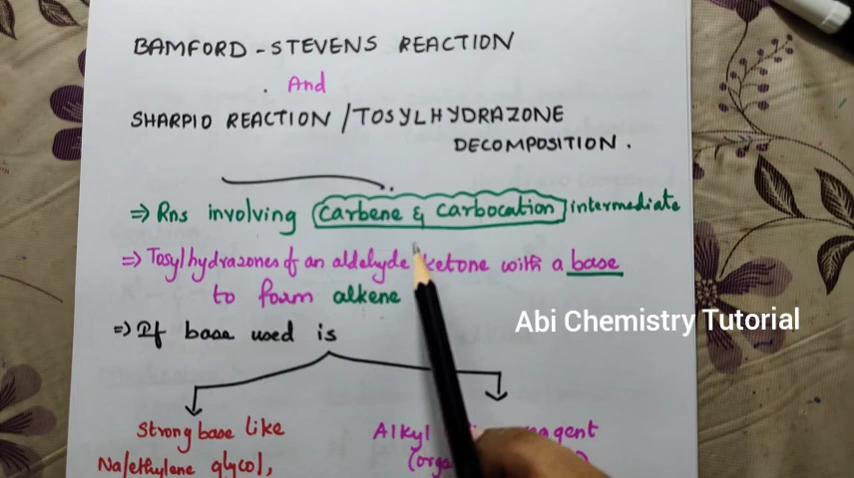 BAMFORD - STEVENS REACTION
And
SHARPIO REACTION / TOSYLHYDRAZONE
DECOMPOSITION.
⇒ Rns involving carbene & carbocation intermediate
⇒ Tosylhydrazones of an aldehyde ketone with a base
to form alkene
⇒ If base used is
Abi Chemistry Tutorial
Strong base like
Na/ethylene glycol,
Alkyl